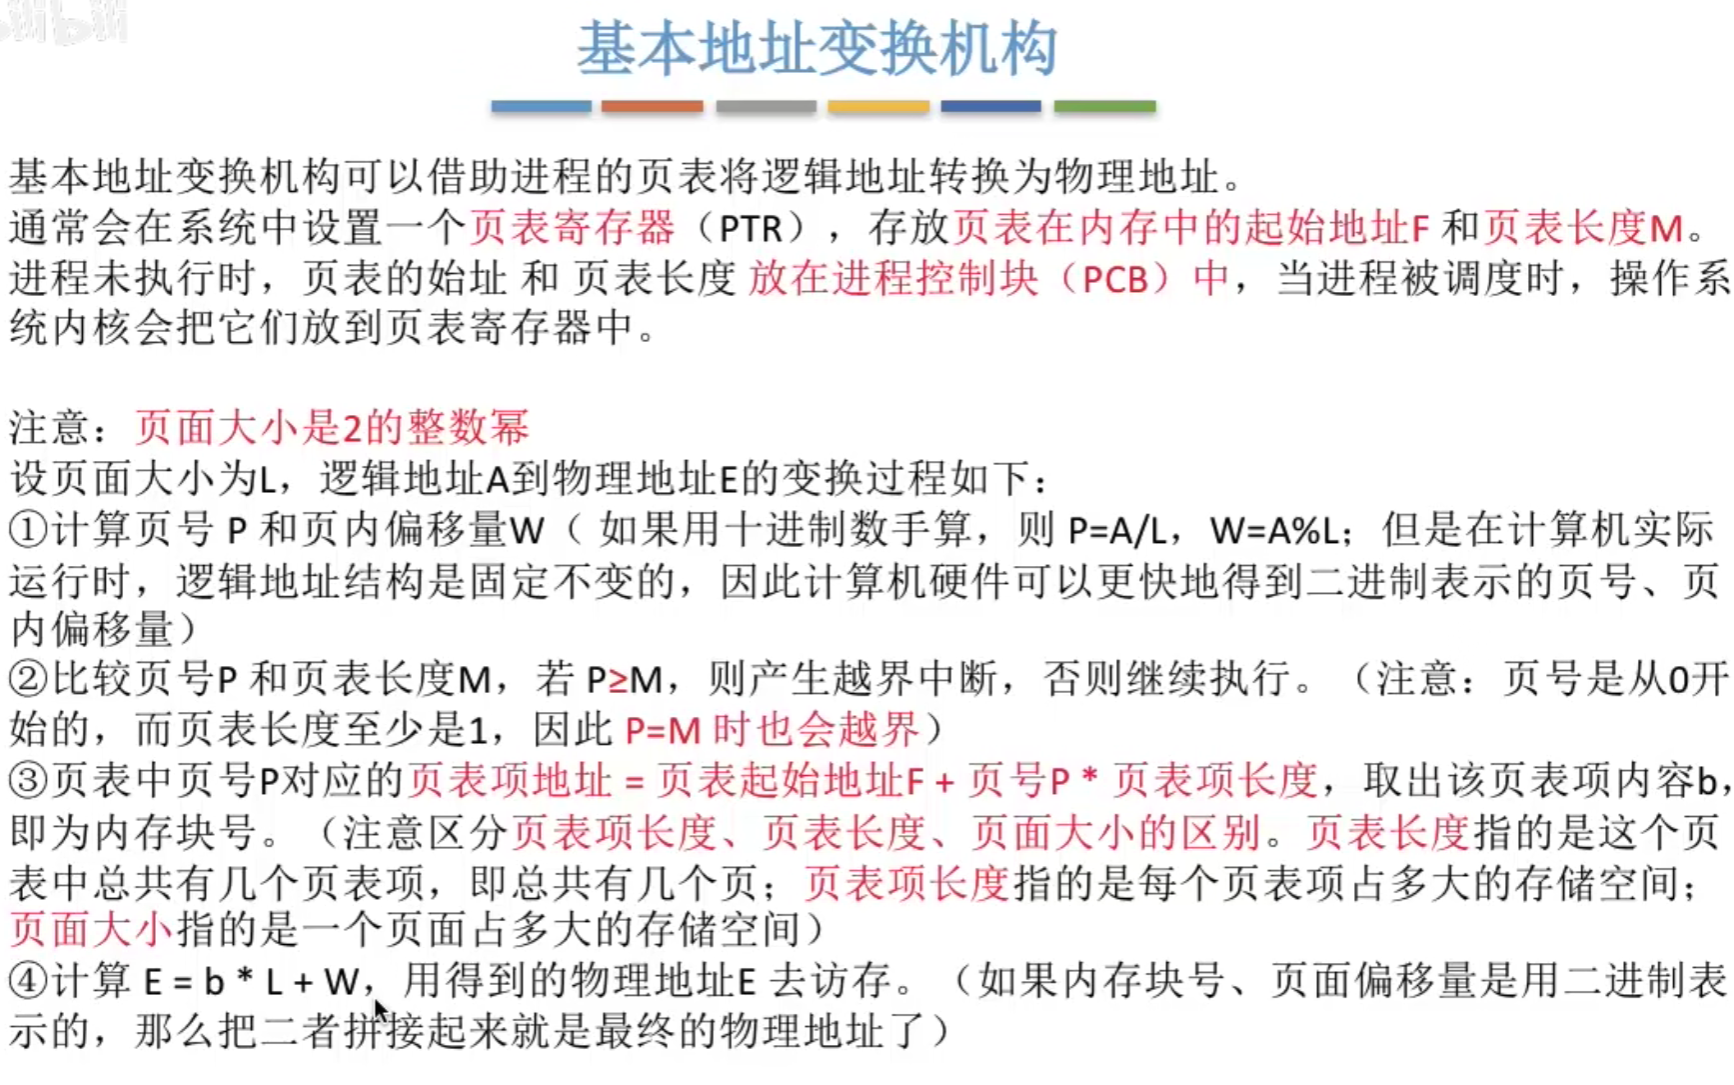 基本地址变换机构
基本地址变换机构可以借助进程的页表将逻辑地址转换为物理地址。
通常会在系统中设置一个页表寄存器（PTR），存放页表在内存中的起始地址F 和页表长度M。
进程未执行时，页表的始址 和 页表长度 放在进程控制块（PCB）中，当进程被调度时，操作系
统内核会把它们放到页表寄存器中。
注意：页面大小是2的整数幂
设页面大小为L，逻辑地址A到物理地址E的变换过程如下：
①计算页号 P 和页内偏移量W（ 如果用十进制数手算，则 P=A/L，W=A%L；但是在计算机实际
运行时，逻辑地址结构是固定不变的，因此计算机硬件可以更快地得到二进制表示的页号、页
内偏移量）
②比较页号P 和页表长度M，若 P≥M，则产生越界中断，否则继续执行。（注意：页号是从0开
始的，而页表长度至少是1，因此 P=M 时也会越界）
③页表中页号P对应的页表项地址 = 页表起始地址F + 页号P * 页表项长度，取出该页表项内容b，
即为内存块号。（注意区分页表项长度、页表长度、页面大小的区别。页表长度指的是这个页
表中总共有几个页表项，即总共有几个页；页表项长度指的是每个页表项占多大的存储空间；
页面大小指的是一个页面占多大的存储空间）
④计算 E = b * L + W，用得到的物理地址E 去访存。（如果内存块号、页面偏移量是用二进制表
示的，那么把二者拼接起来就是最终的物理地址了）